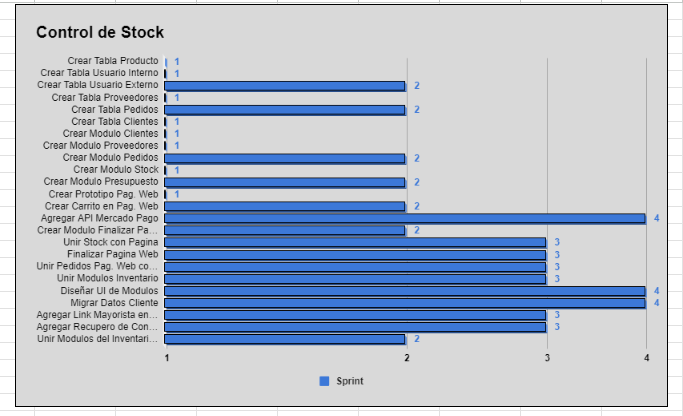 Control de Stock
Crear Tabla Producto 1
Crear Tabla Usuario Interno 1
Crear Tabla Usuario Externo 2
Crear Tabla Proveedores 1
Crear Tabla Pedidos 2
Crear Tabla Clientes 1
Crear Modulo Clientes 1
Crear Modulo Proveedores 1
Crear Modulo Pedidos 2
Crear Modulo Stock 1
Crear Modulo Presupuesto 2
Crear Prototipo Pag. Web 1
Crear Carrito en Pag. Web 2
Agregar API Mercado Pago 4
Crear Modulo Finalizar Pa... 2
Unir Stock con Pagina 3
Finalizar Pagina Web 3
Unir Pedidos Pag. Web co... 3
Unir Modulos Inventario 3
Diseñar UI de Modulos 4
Migrar Datos Cliente 4
Agregar Link Mayorista en... 3
Agregar Recupero de Con... 3
Unir Modulos del Inventari... 2
1 2 3 4
Sprint